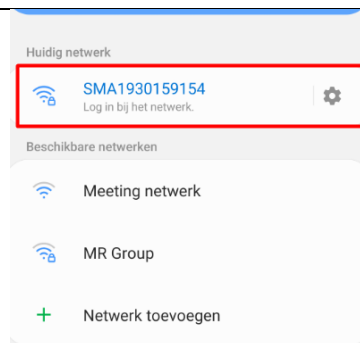 Huidig netwerk
SMA1930159154
Log in bij het netwerk.
Beschikbare netwerken
Meeting netwerk
MR Group
Netwerk toevoegen